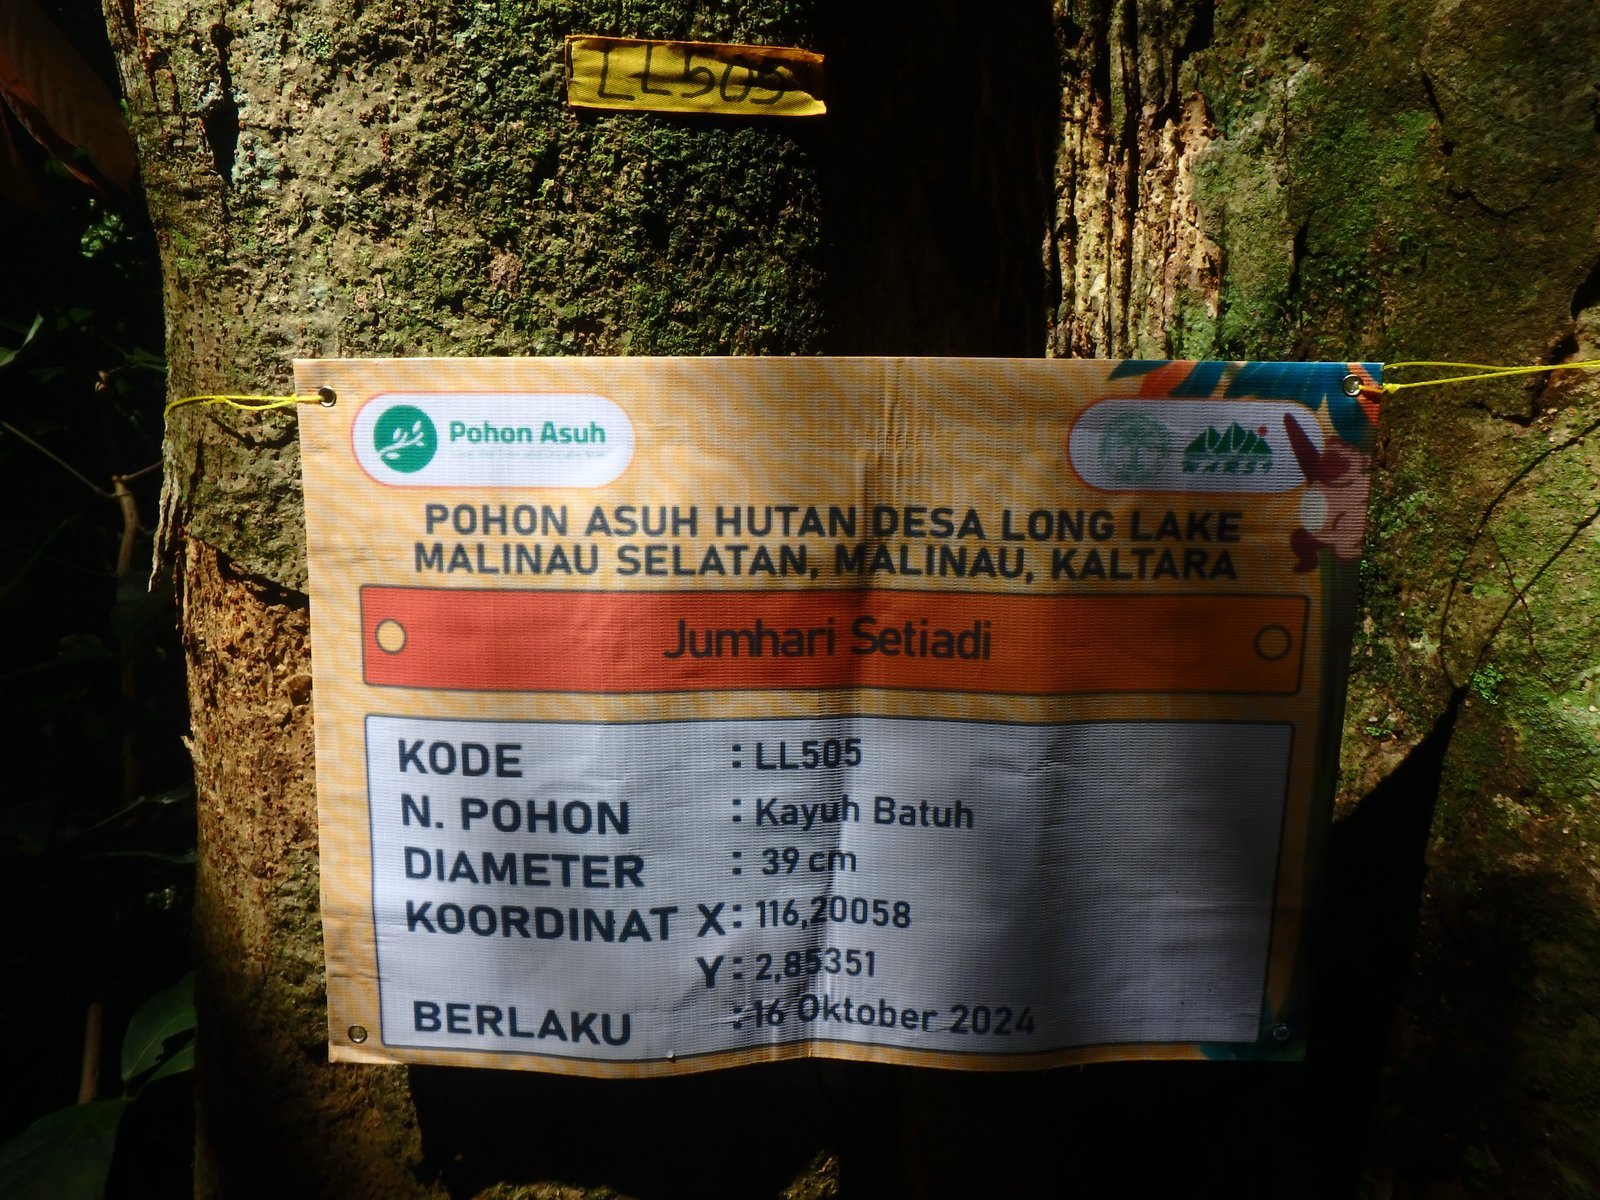 LL505
Pohon Asuh
WARSI
POHON ASUH HUTAN DESA LONG LAKE
MALINAU SELATAN, MALINAU, KALTARA
Jumhari Setiadi
KODE : LL505
N. POHON : Kayuh Batuh
DIAMETER : 39 cm
KOORDINAT X : 116,20058
Y : 2,85351
BERLAKU : 16 Oktober 2024